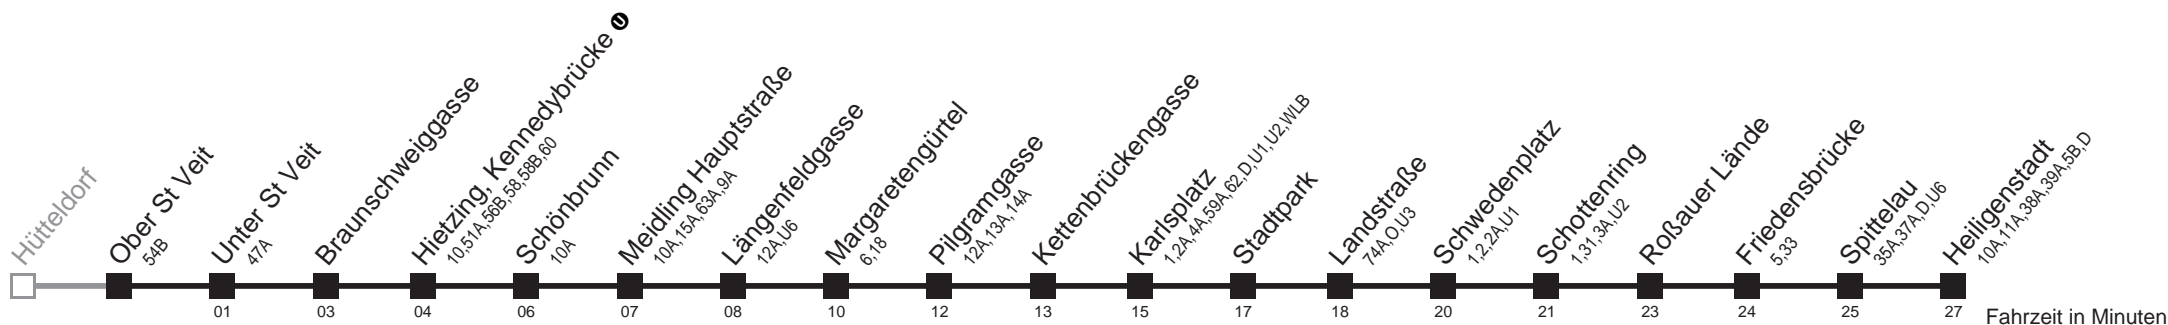 Hütteldorf
Ober St Veit
54B
Unter St Veit
47A
Braunschweiggasse
Hietzing, Kennedybrücke U
10,51A,56B,58,58B,60
Schönbrunn
10A
Meidling Hauptstraße
10A,15A,63A,9A
Längenfeldgasse
12A,U6
Margaretengürtel
6,18
Pilgramgasse
12A,13A,14A
Kettenbrückengasse
Karlsplatz
1,2A,4A,59A,62,D,U1,U2,WLB
Stadtpark
Landstraße
74A,O,U3
Schwedenplatz
1,2,2A,U1
Schottenring
1,31,3A,U2
Roßauer Lände
Friedensbrücke
5,33
Spittelau
35A,37A,D,U6
Heiligenstadt
10A,11A,38A,39A,5B,D
01 03 04 06 07 08 10 12 13 15 17 18 20 21 23 24 25 27 Fahrzeit in Minuten